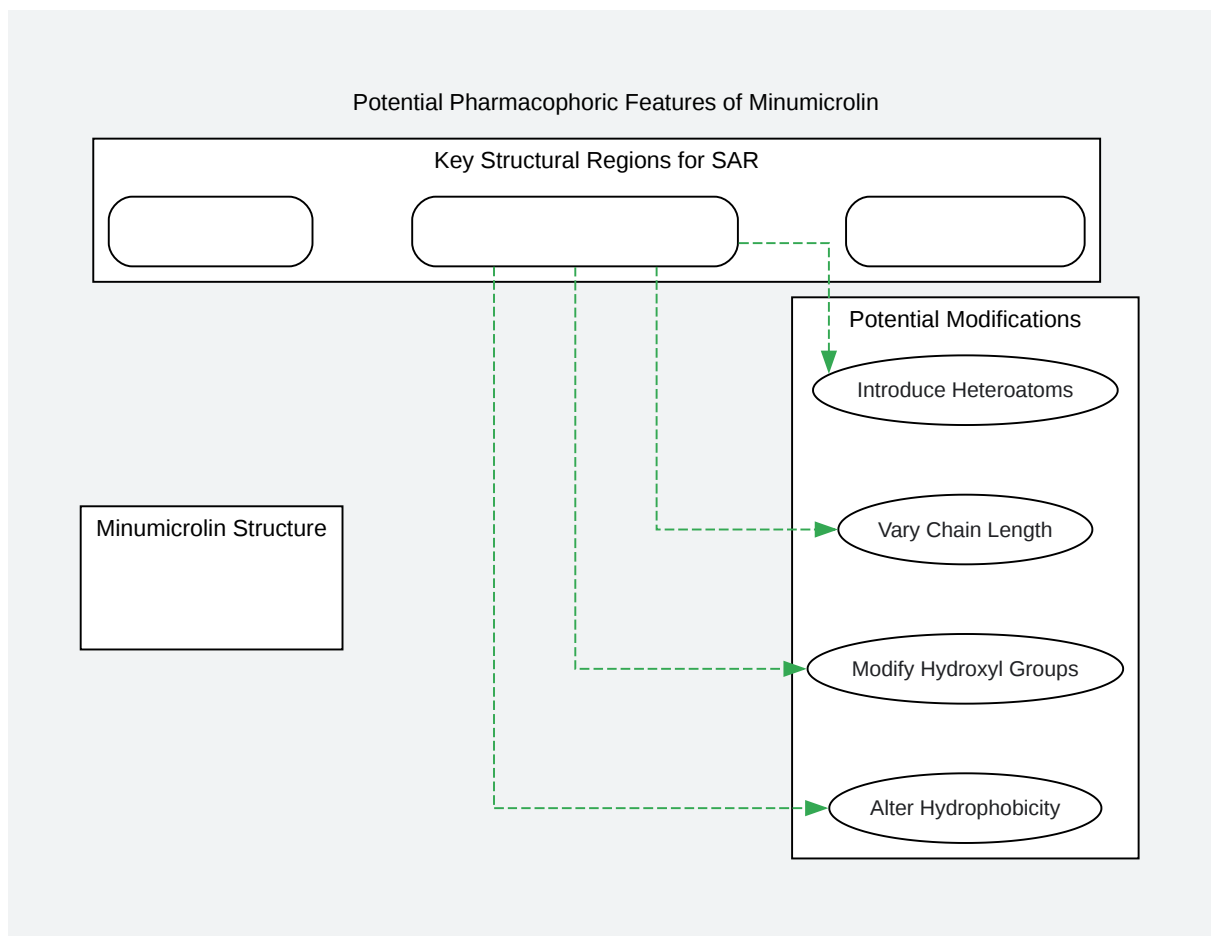 Potential Pharmacophoric Features of Minumicrolin
Key Structural Regions for SAR
Potential Modifications
Introduce Heteroatoms
Minumicrolin Structure
Vary Chain Length
Modify Hydroxyl Groups
Alter Hydrophobicity